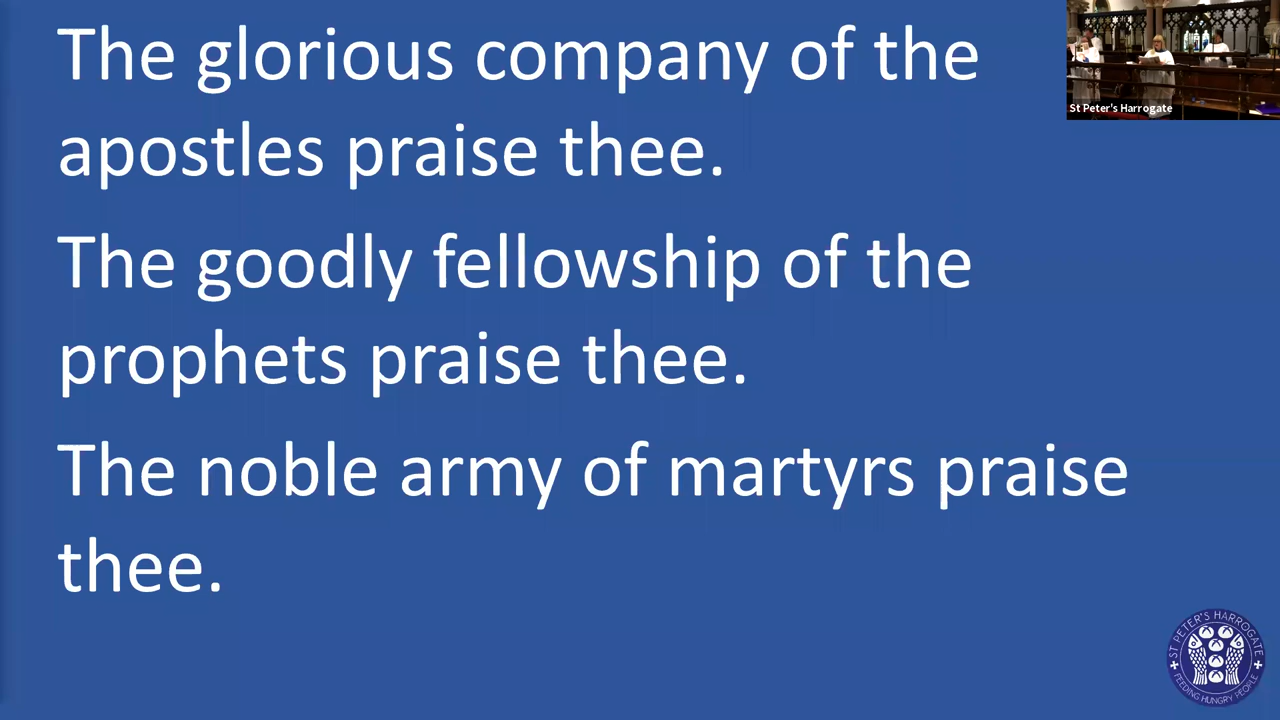 The glorious company of the
apostles praise thee.
The goodly fellowship of the
prophets praise thee.
The noble army of martyrs praise
thee.
St Peter's Harrogate
ST PETER'S HARROGATE
FEEDING HUNGRY PEOPLE